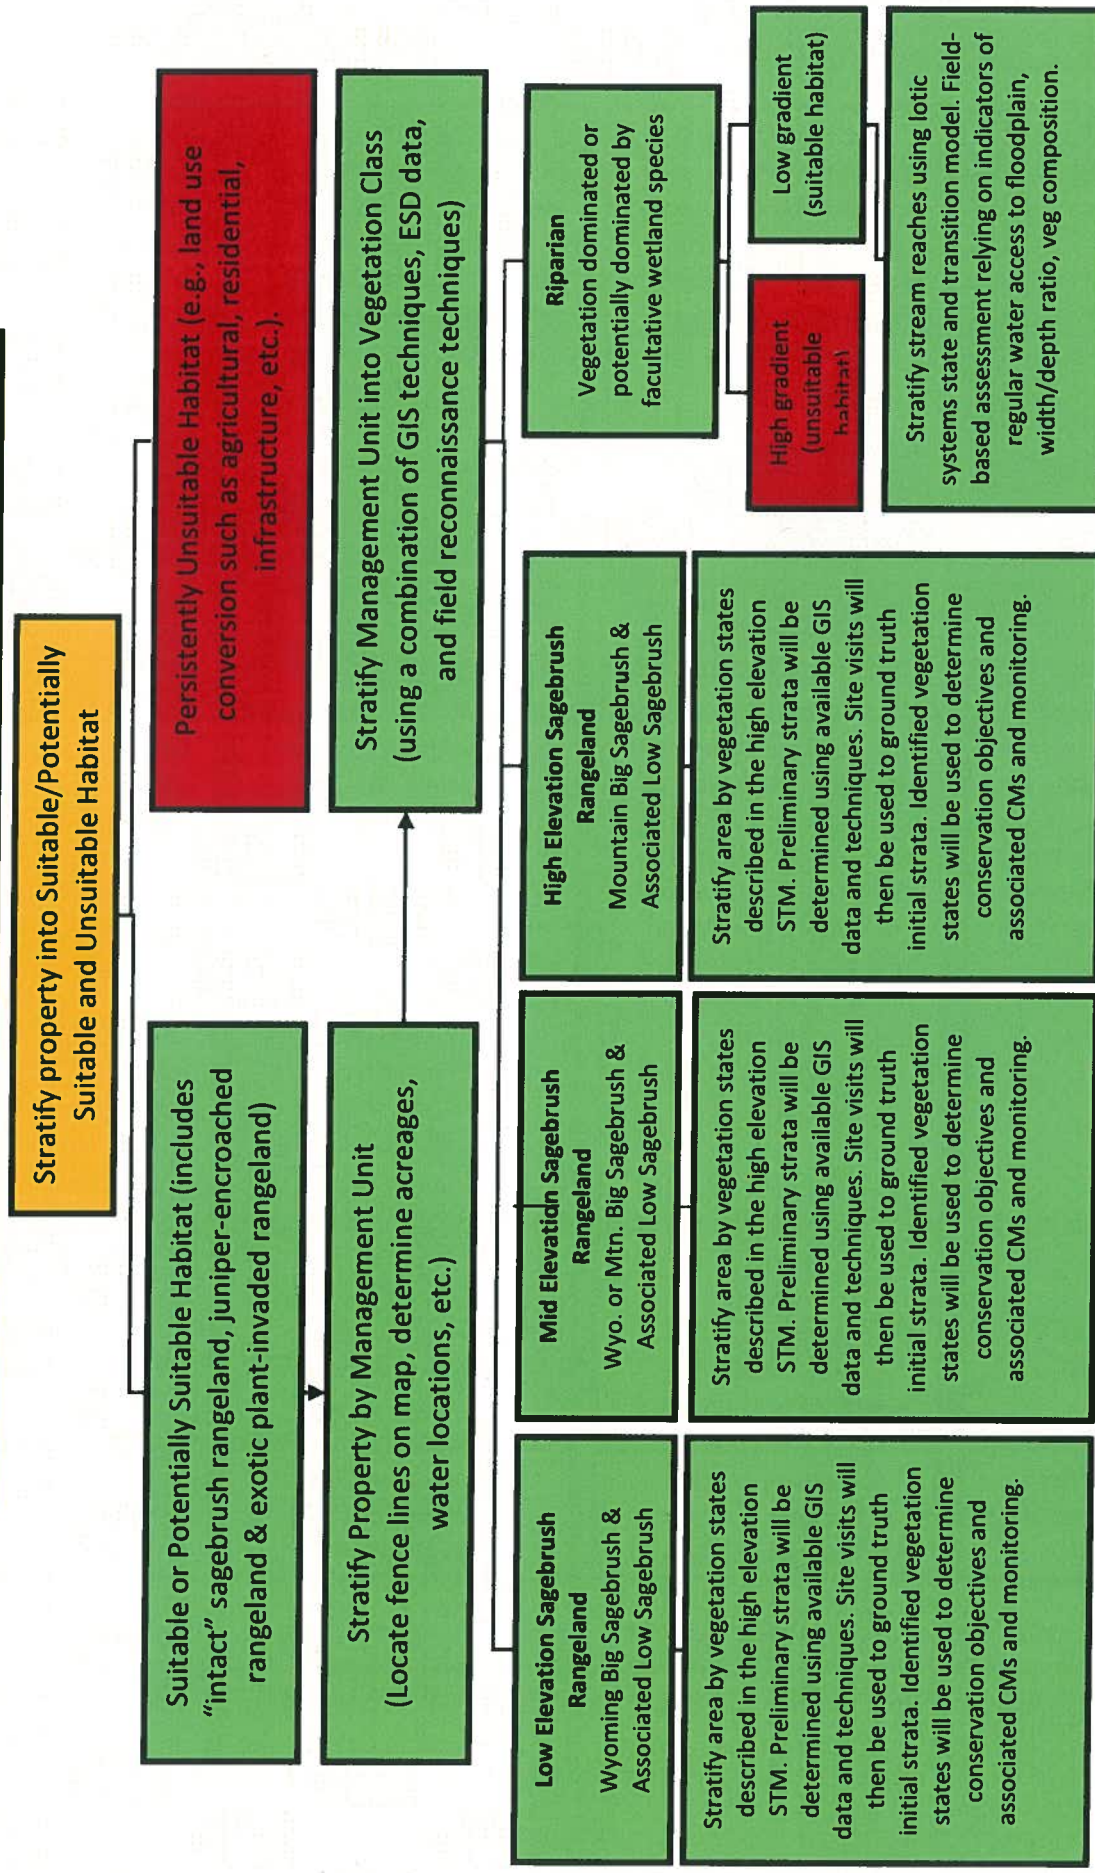 Stratify property into Suitable/Potentially
Suitable and Unsuitable Habitat
Suitable or Potentially Suitable Habitat (includes
“intact” sagebrush rangeland, juniper-encroached
rangeland & exotic plant-invaded rangeland)
Persistently Unsuitable Habitat (e.g., land use
conversion such as agricultural, residential,
infrastructure, etc.).
Stratify Property by Management Unit
(Locate fence lines on map, determine acreages,
water locations, etc.)
Stratify Management Unit into Vegetation Class
(using a combination of GIS techniques, ESD data,
and field reconnaissance techniques)
Low Elevation Sagebrush
Rangeland
Wyoming Big Sagebrush &
Associated Low Sagebrush
Mid Elevation Sagebrush
Rangeland
Wyo. or Mtn. Big Sagebrush &
Associated Low Sagebrush
High Elevation Sagebrush
Rangeland
Mountain Big Sagebrush &
Associated Low Sagebrush
Riparian
Vegetation dominated or
potentially dominated by
facultative wetland species
Stratify area by vegetation states
described in the high elevation
STM. Preliminary strata will be
determined using available GIS
data and techniques. Site visits will
then be used to ground truth
initial strata. Identified vegetation
states will be used to determine
conservation objectives and
associated CMs and monitoring.
Stratify area by vegetation states
described in the high elevation
STM. Preliminary strata will be
determined using available GIS
data and techniques. Site visits will
then be used to ground truth
initial strata. Identified vegetation
states will be used to determine
conservation objectives and
associated CMs and monitoring.
Stratify area by vegetation states
described in the high elevation
STM. Preliminary strata will be
determined using available GIS
data and techniques. Site visits will
then be used to ground truth
initial strata. Identified vegetation
states will be used to determine
conservation objectives and
associated CMs and monitoring.
High gradient
(unsuitable
habitat)
Low gradient
(suitable habitat)
Stratify stream reaches using lotic
systems state and transition model. Field-
based assessment relying on indicators of
regular water access to floodplain,
width/depth ratio, veg composition.